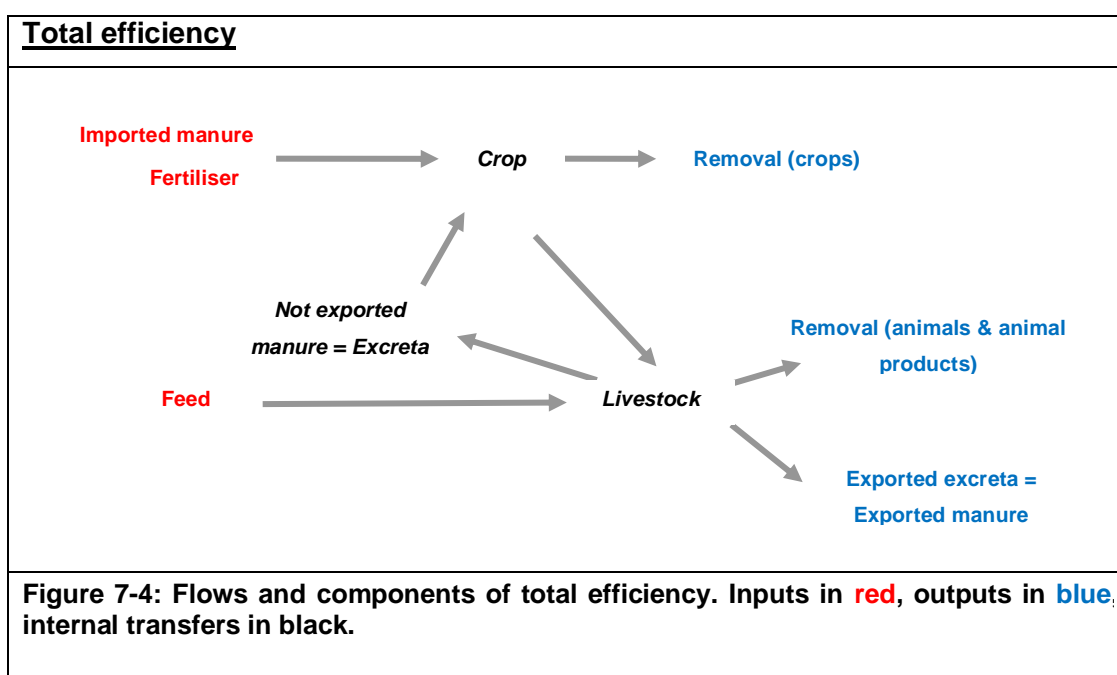 Total efficiency
Imported manure
Fertiliser
Crop
Removal (crops)
Not exported
manure = Excreta
Removal (animals & animal
products)
Feed
Livestock
Exported excreta =
Exported manure
Figure 7-4: Flows and components of total efficiency. Inputs in red, outputs in blue,
internal transfers in black.